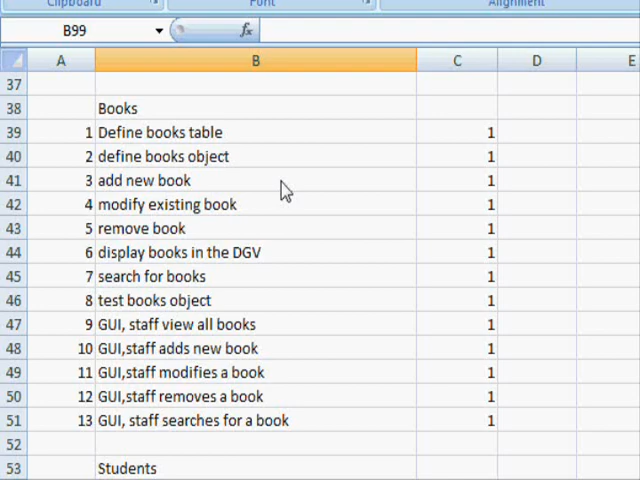 Clipboard Font Alignment
B99 fx
A B C D E
37
38 Books
39 1 Define books table 1
40 2 define books object 1
41 3 add new book 1
42 4 modify existing book 1
43 5 remove book 1
44 6 display books in the DGV 1
45 7 search for books 1
46 8 test books object 1
47 9 GUI, staff view all books 1
48 10 GUI,staff adds new book 1
49 11 GUI,staff modifies a book 1
50 12 GUI,staff removes a book 1
51 13 GUI, staff searches for a book 1
52
53 Students